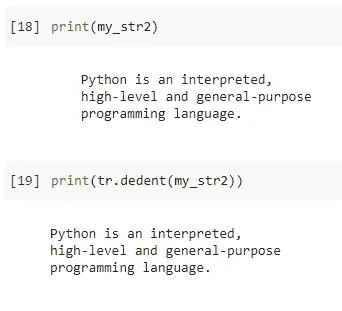 [18] print(my_str2)
Python is an interpreted,
high-level and general-purpose
programming language.
[19] print(tr.dedent(my_str2))
Python is an interpreted,
high-level and general-purpose
programming language.